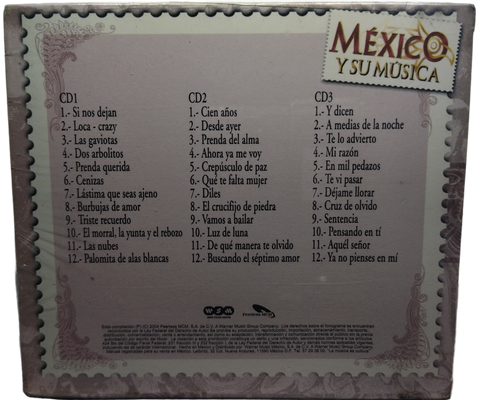 MÉXICO
Y SU MÚSICA
CD1
1.- Si nos dejan
2.- Loca - crazy
3.- Las gaviotas
4.- Dos arbolitos
5.- Prenda querida
6.- Cenizas
7.- Lástima que seas ajeno
8.- Burbujas de amor
9.- Triste recuerdo
10.- El morral, la yunta y el rebozo
11.- Las nubes
12.- Palomita de alas blancas
CD2
1.- Cien años
2.- Desde ayer
3.- Prenda del alma
4.- Ahora ya me voy
5.- Crepúsculo de paz
6.- Qué te falta mujer
7.- Diles
8.- El crucifijo de piedra
9.- Vamos a bailar
10.- Luz de luna
11.- De qué manera te olvido
12.- Buscando el séptimo amor
CD3
1.- Y dicen
2.- A medias de la noche
3.- Te lo advierto
4.- Mi razón
5.- En mil pedazos
6.- Te vi pasar
7.- Déjame llorar
8.- Cruz de olvido
9.- Sentencia
10.- Pensando en tí
11.- Aquél señor
12.- Ya no pienses en mí